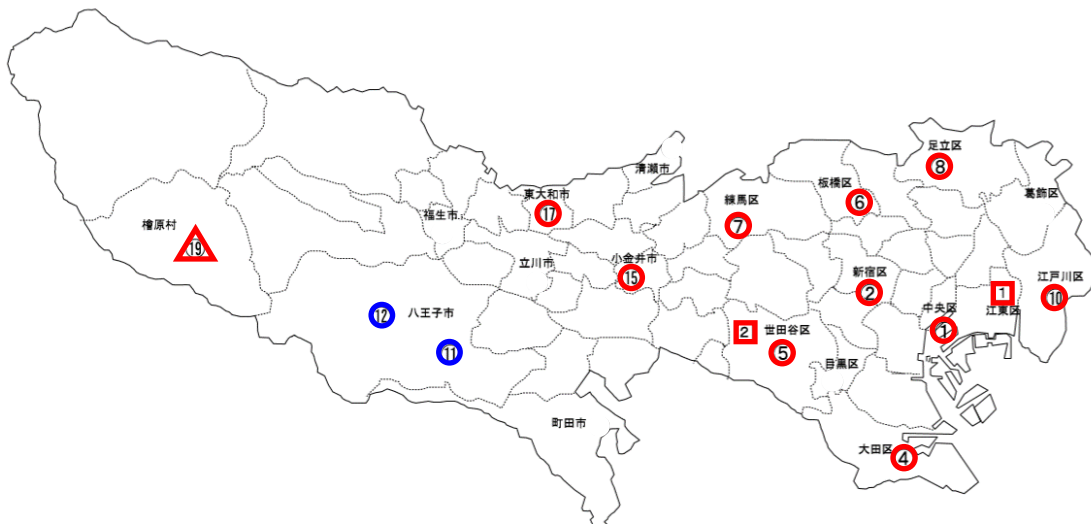 足立区
⑧
清瀬市
板橋区
⑥
葛飾区
東大和市
⑰
練馬区
⑦
福生市
檜原村
⑲
立川市
小金井市
⑮
新宿区
②
江戸川区
⑩
1
江東区
中央区
①
⑫
八王子市
⑪
2
世田谷区
⑤
目黒区
町田市
大田区
④